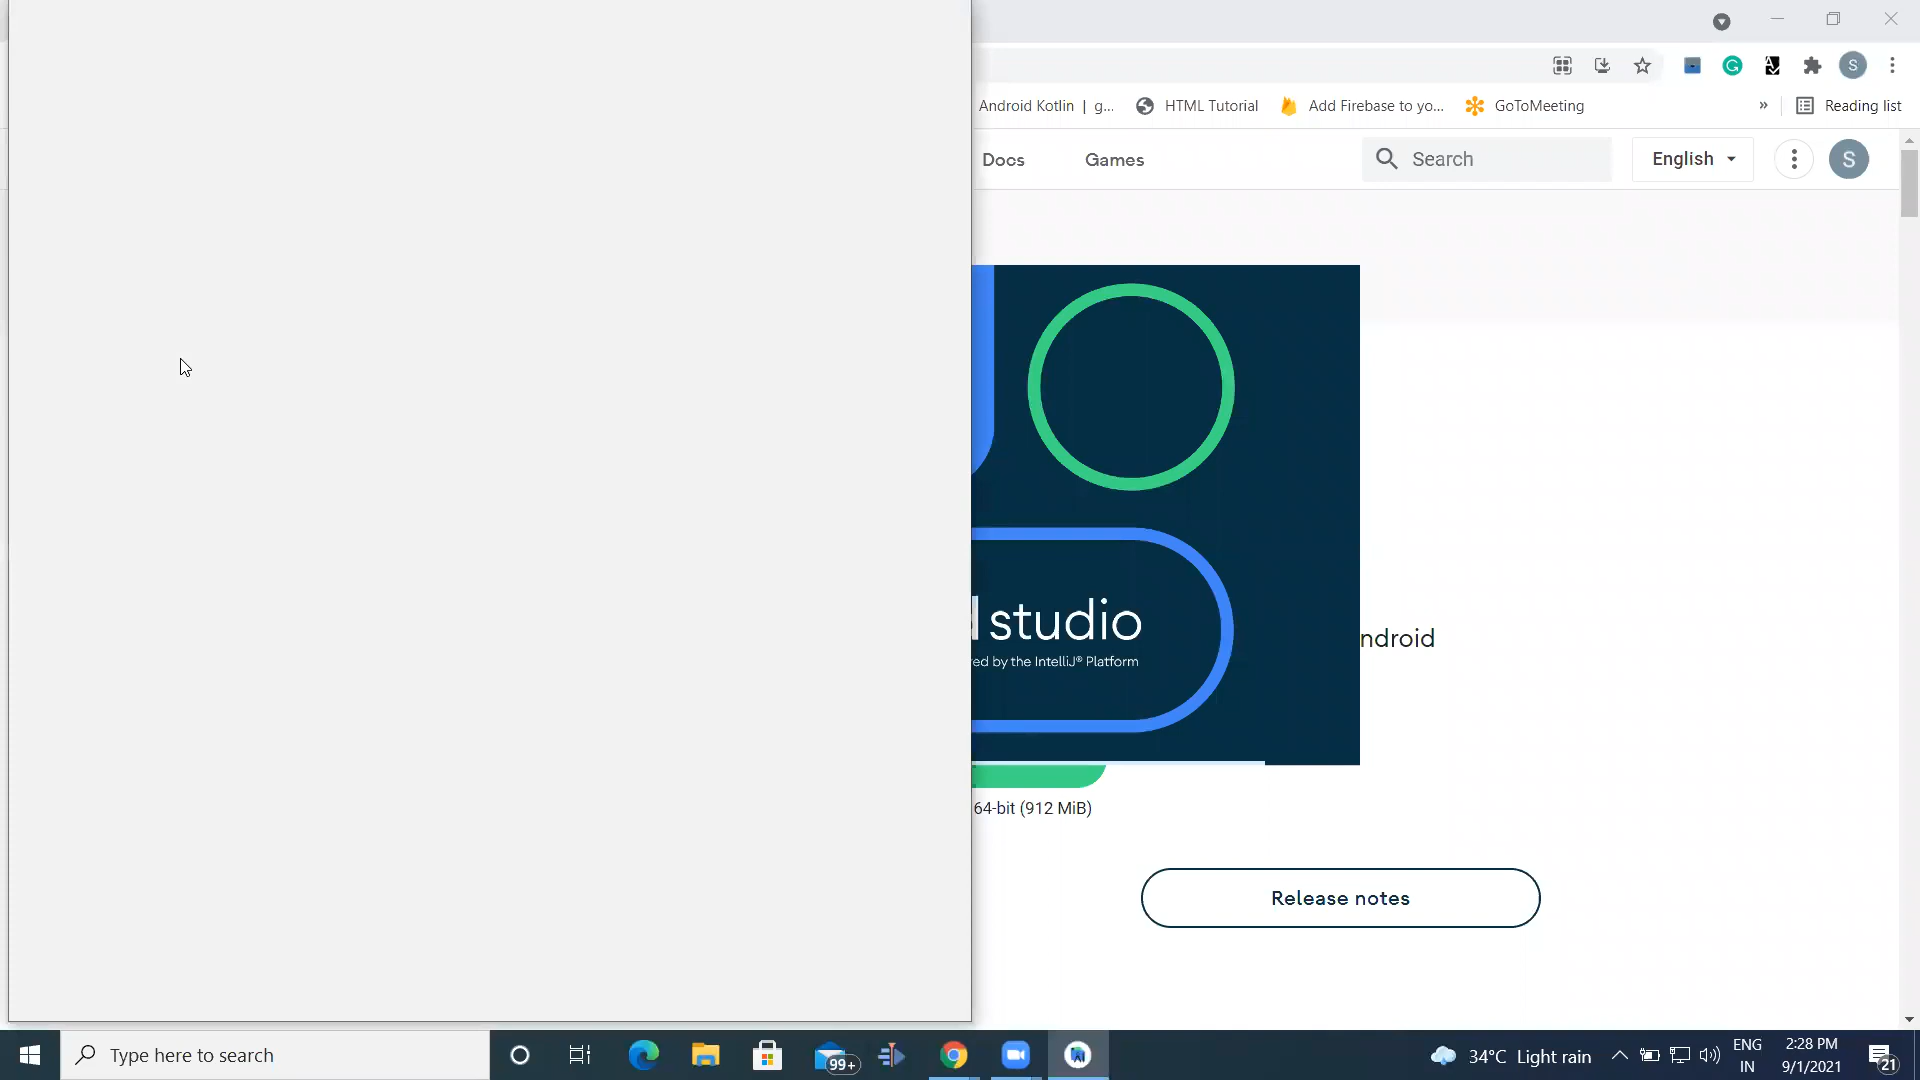 S
Android Kotlin | g...
HTML Tutorial
Add Firebase to yo...
GoToMeeting
»
Reading list
Docs
Games
Search
English
S
d studio
ed by the IntelliJ® Platform
ndroid
64-bit (912 MiB)
Release notes
Type here to search
99+
34°C Light rain
ENG
IN
2:28 PM
9/1/2021
21